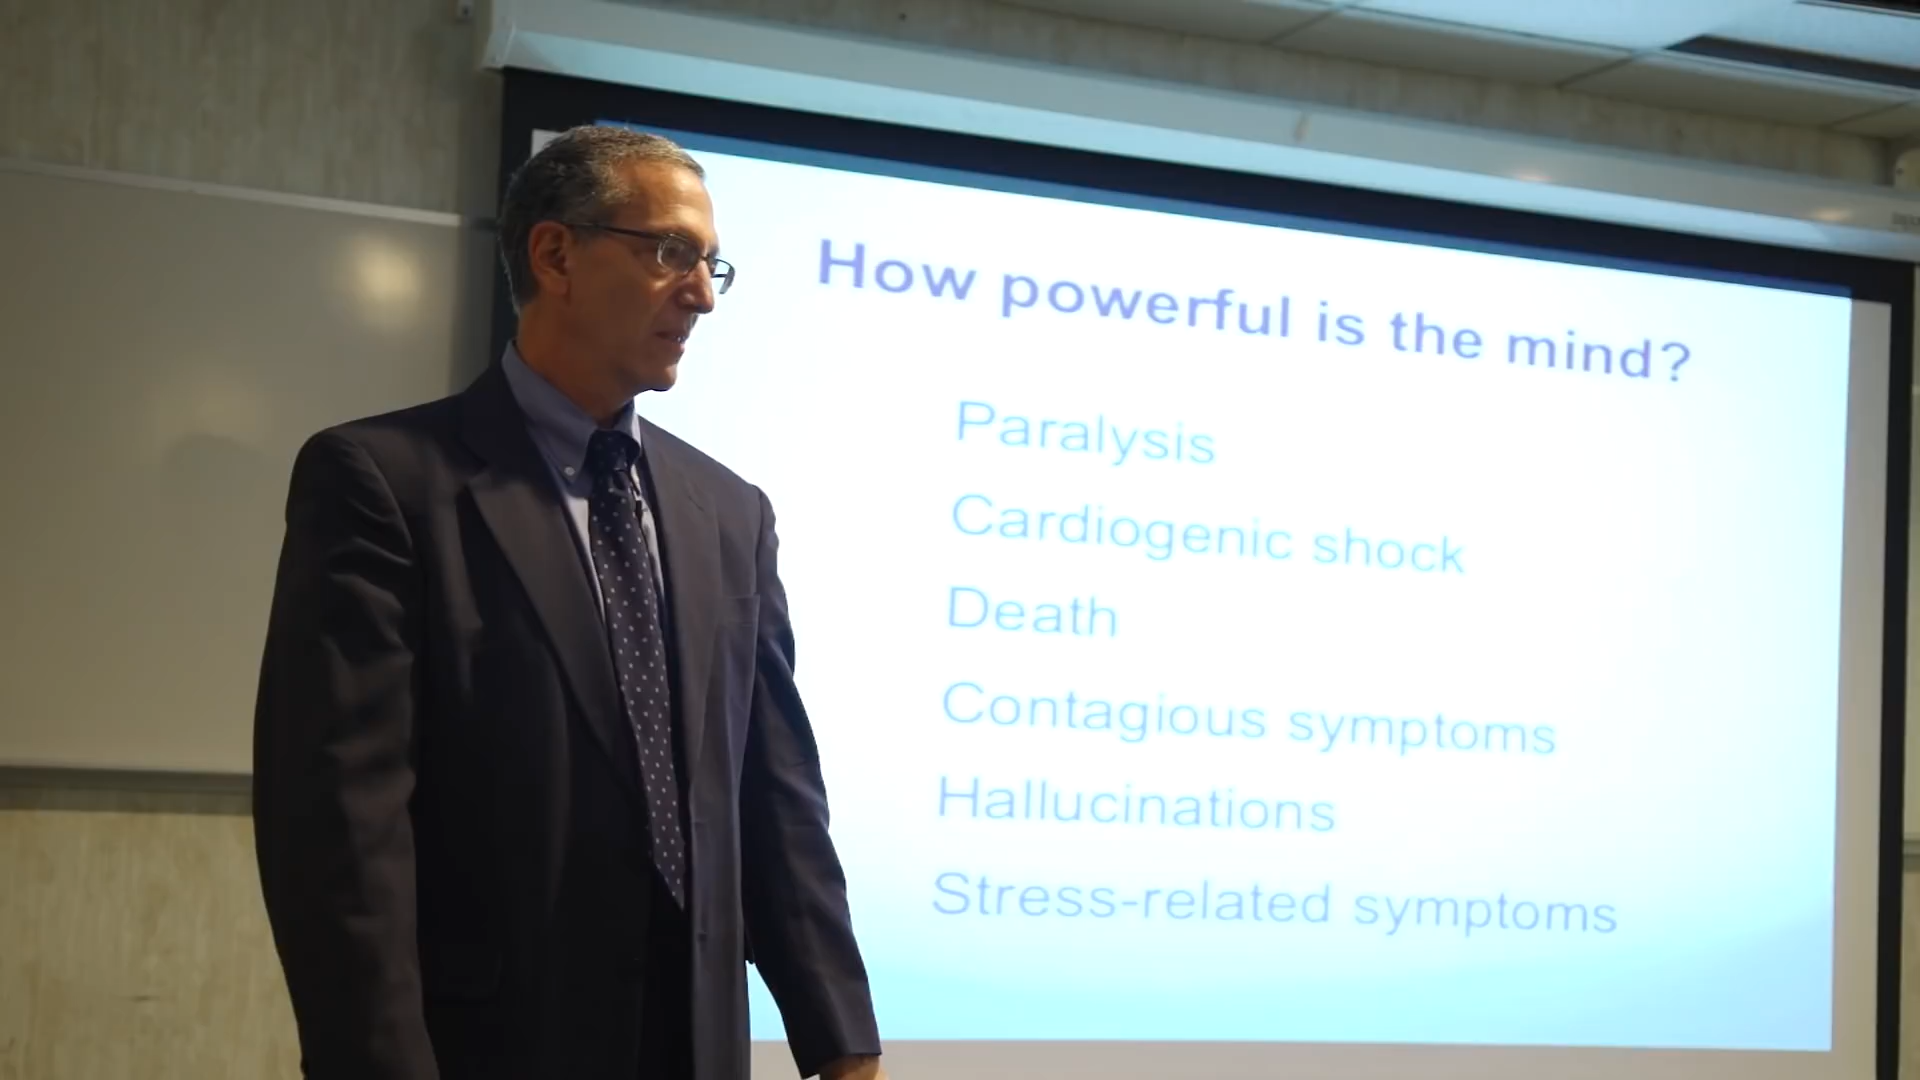 How powerful is the mind?
Paralysis
Cardiogenic shock
Death
Contagious symptoms
Hallucinations
Stress-related symptoms